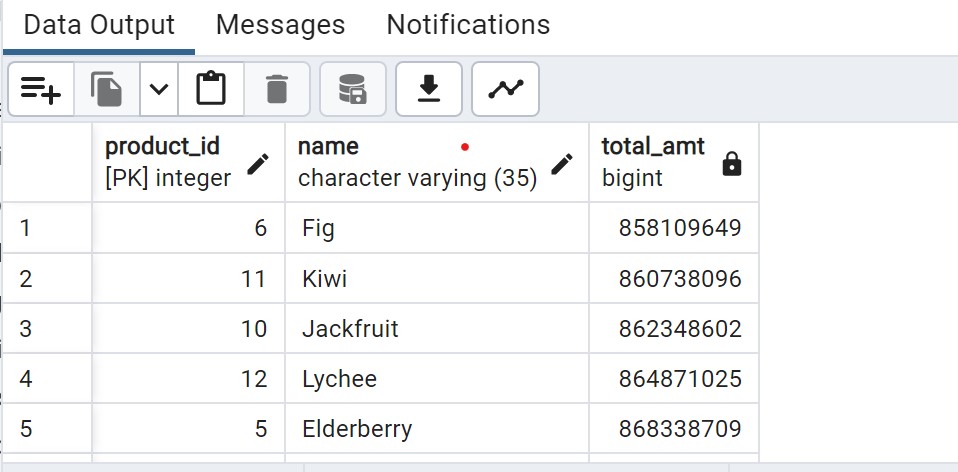 Data Output Messages Notifications
product_id name total_amt
[PK] integer character varying (35) bigint
1 6 Fig 858109649
2 11 Kiwi 860738096
3 10 Jackfruit 862348602
4 12 Lychee 864871025
5 5 Elderberry 868338709